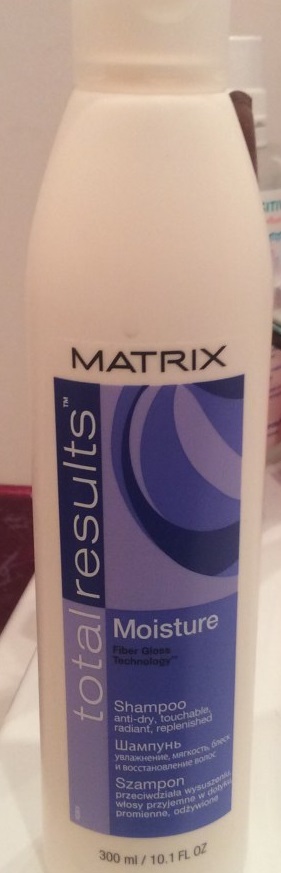 MATRIX
total results™
Moisture
Fiber Gloss
Technology™
Shampoo
anti-dry, touchable,
radiant, replenished
Шампунь
увлажнение, мягкость, блеск
и восстановление волос
Szampon
przeciwdziała wysuszeniu,
włosy przyjemne w dotyku,
promienne, odżywione
300 ml / 10.1 FL OZ